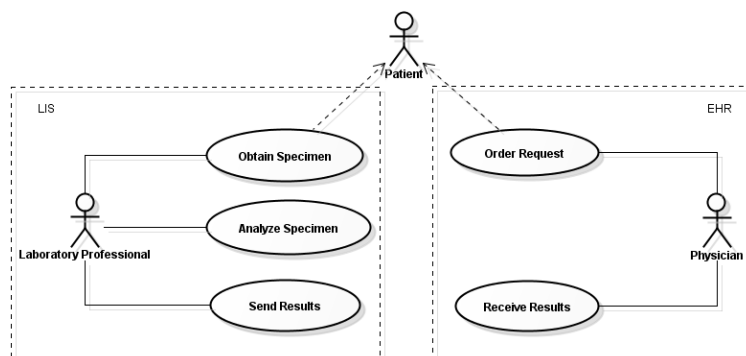 Patient
LIS
EHR
Obtain Specimen
Order Request
Analyze Specimen
Laboratory Professional
Physician
Send Results
Receive Results